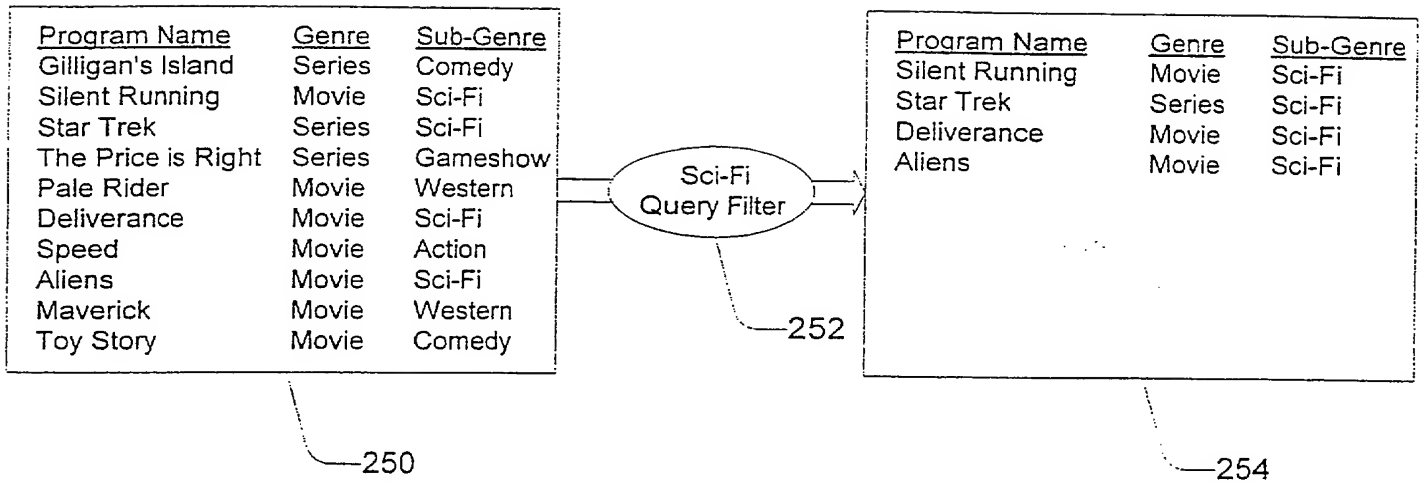 Program Name Genre Sub-Genre
Gilligan's Island Series Comedy
Silent Running Movie Sci-Fi
Star Trek Series Sci-Fi
The Price is Right Series Gameshow
Pale Rider Movie Western
Deliverance Movie Sci-Fi
Speed Movie Action
Aliens Movie Sci-Fi
Maverick Movie Western
Toy Story Movie Comedy
250
Sci-Fi
Query Filter
252
Program Name Genre Sub-Genre
Silent Running Movie Sci-Fi
Star Trek Series Sci-Fi
Deliverance Movie Sci-Fi
Aliens Movie Sci-Fi
254